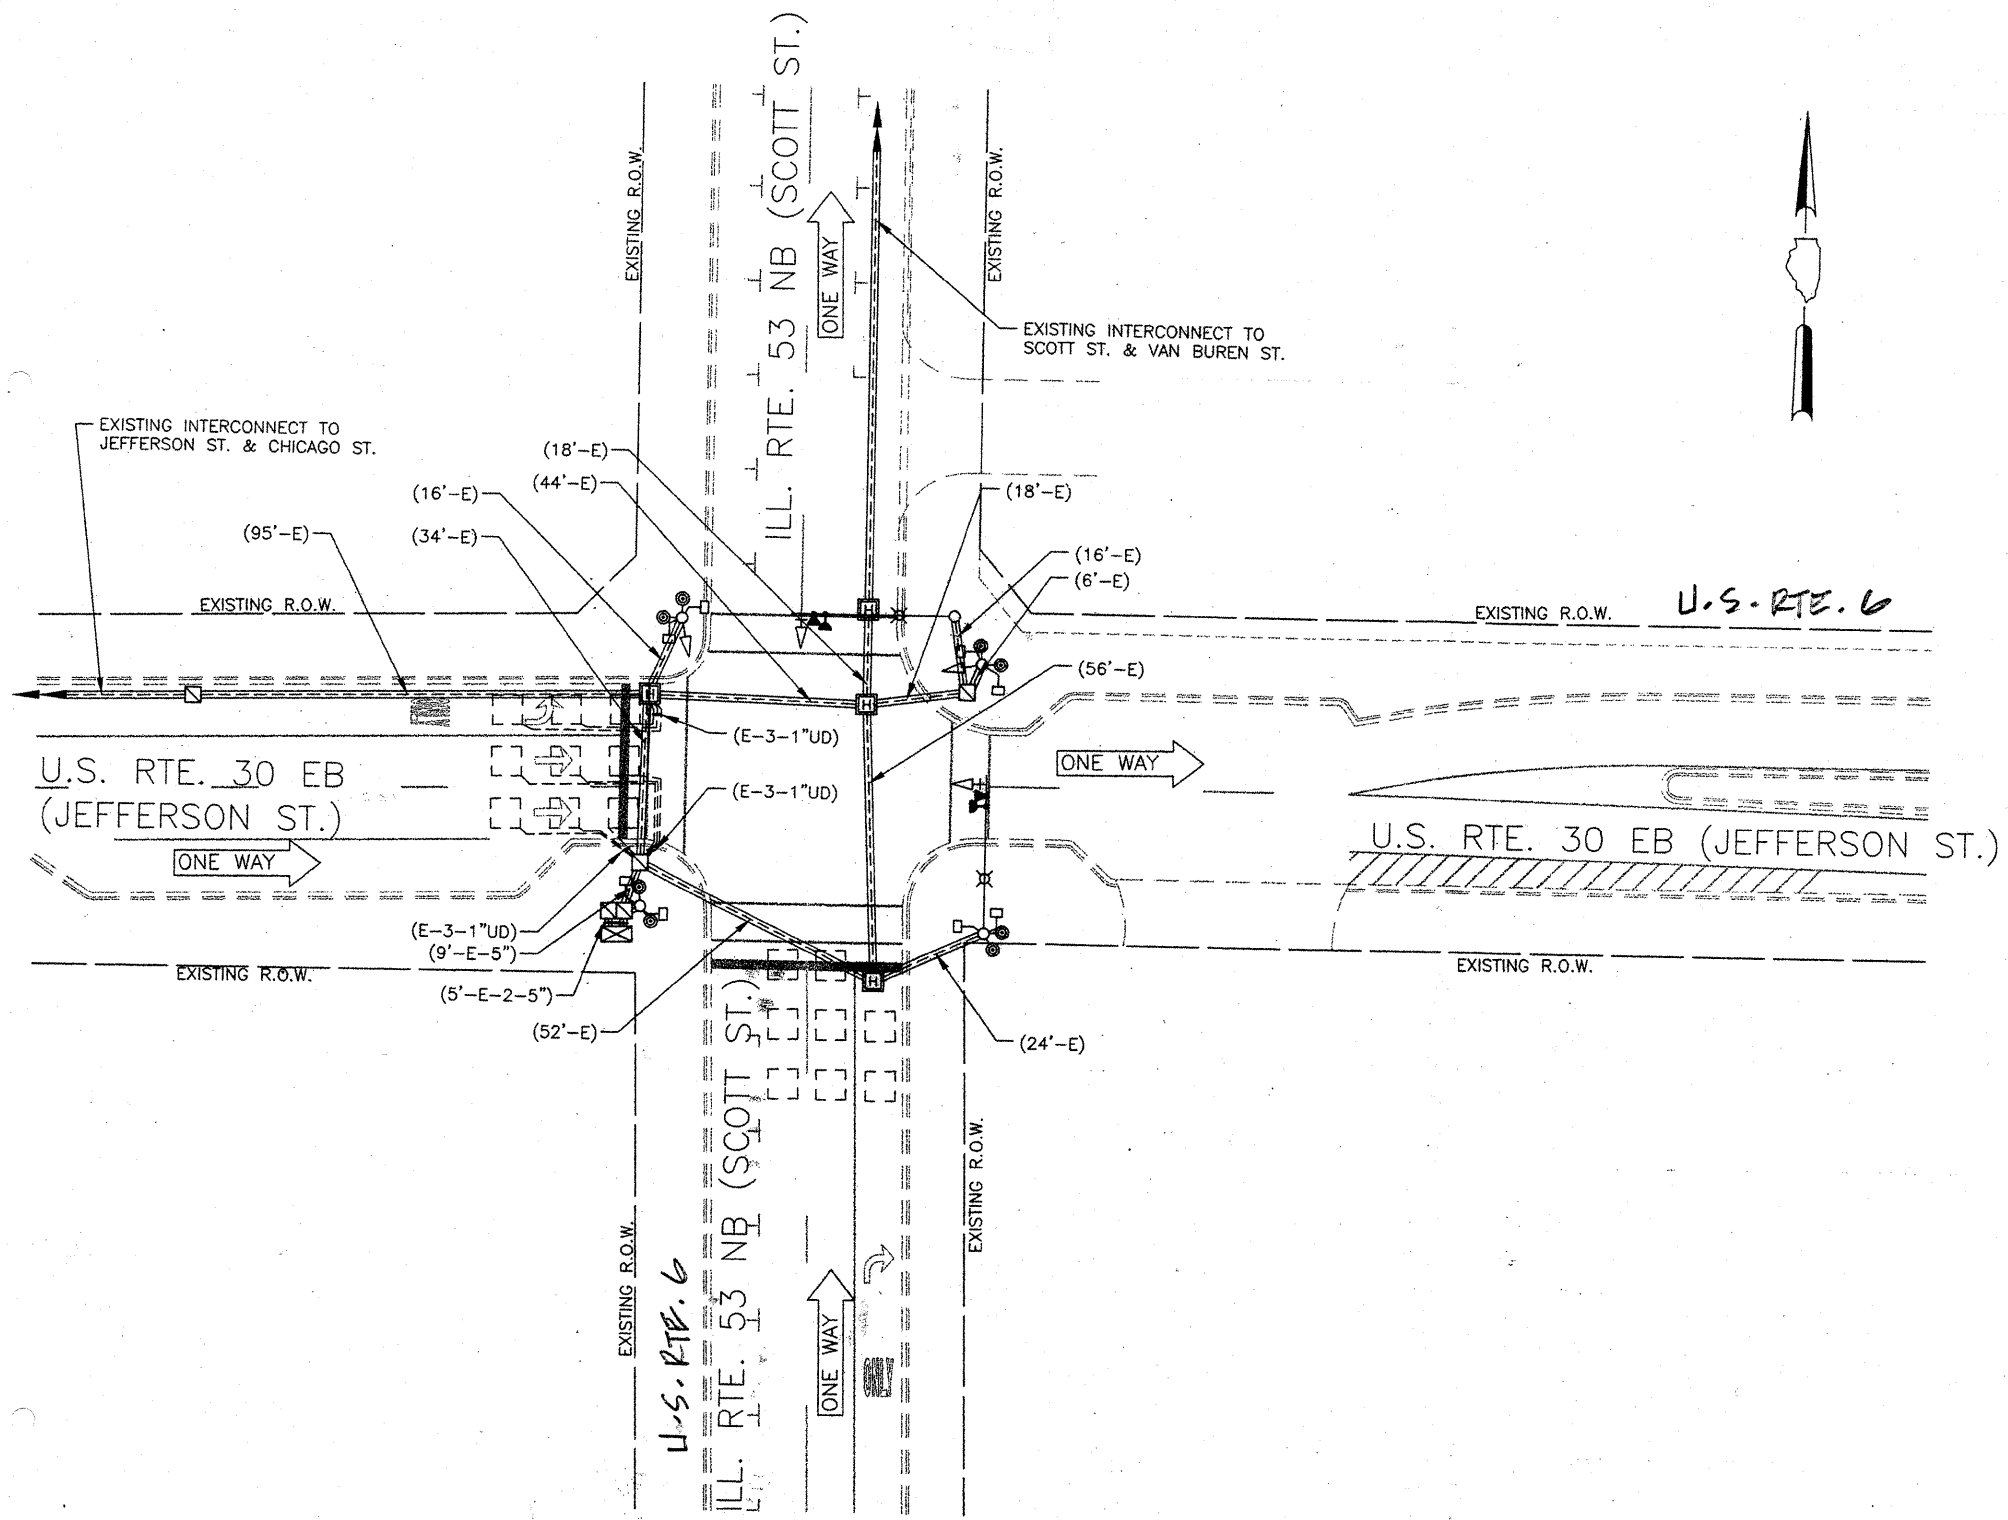 ILL. RTE. 53 NB (SCOTT ST.)
EXISTING R.O.W.
EXISTING R.O.W.
ONE WAY
EXISTING INTERCONNECT TO
SCOTT ST. & VAN BUREN ST.
EXISTING INTERCONNECT TO
JEFFERSON ST. & CHICAGO ST.
(18'-E)
(44'-E)
(16'-E)
(34'-E)
(95'-E)
(18'-E)
(16'-E)
(6'-E)
(56'-E)
EXISTING R.O.W.
EXISTING R.O.W.
U.S. RTE. 6
H
H
H
(E-3-1"UD)
(E-3-1"UD)
ONLY
U.S. RTE. 30 EB
(JEFFERSON ST.)
ONE WAY
ONE WAY
U.S. RTE. 30 EB (JEFFERSON ST.)
(E-3-1"UD)
(9'-E-5")
(5'-E-2-5")
(52'-E)
H
(24'-E)
EXISTING R.O.W.
EXISTING R.O.W.
EXISTING R.O.W.
EXISTING R.O.W.
U.S. RTE. 6
ILL. RTE. 53 NB (SCOTT ST.)
ONE WAY
ONLY